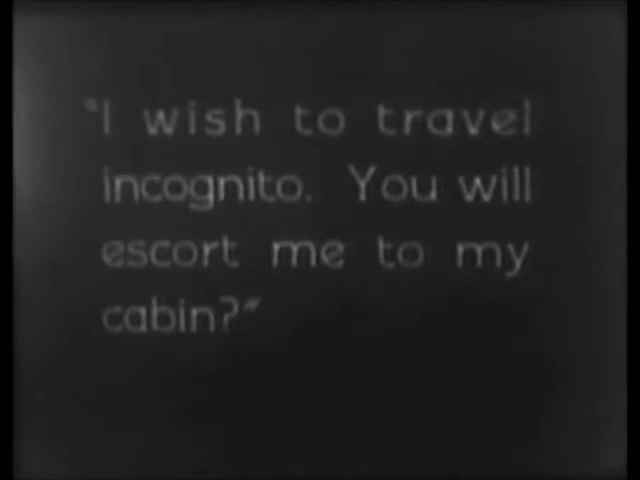 "I wish to travel
incognito. You will
escort me to my
cabin?"